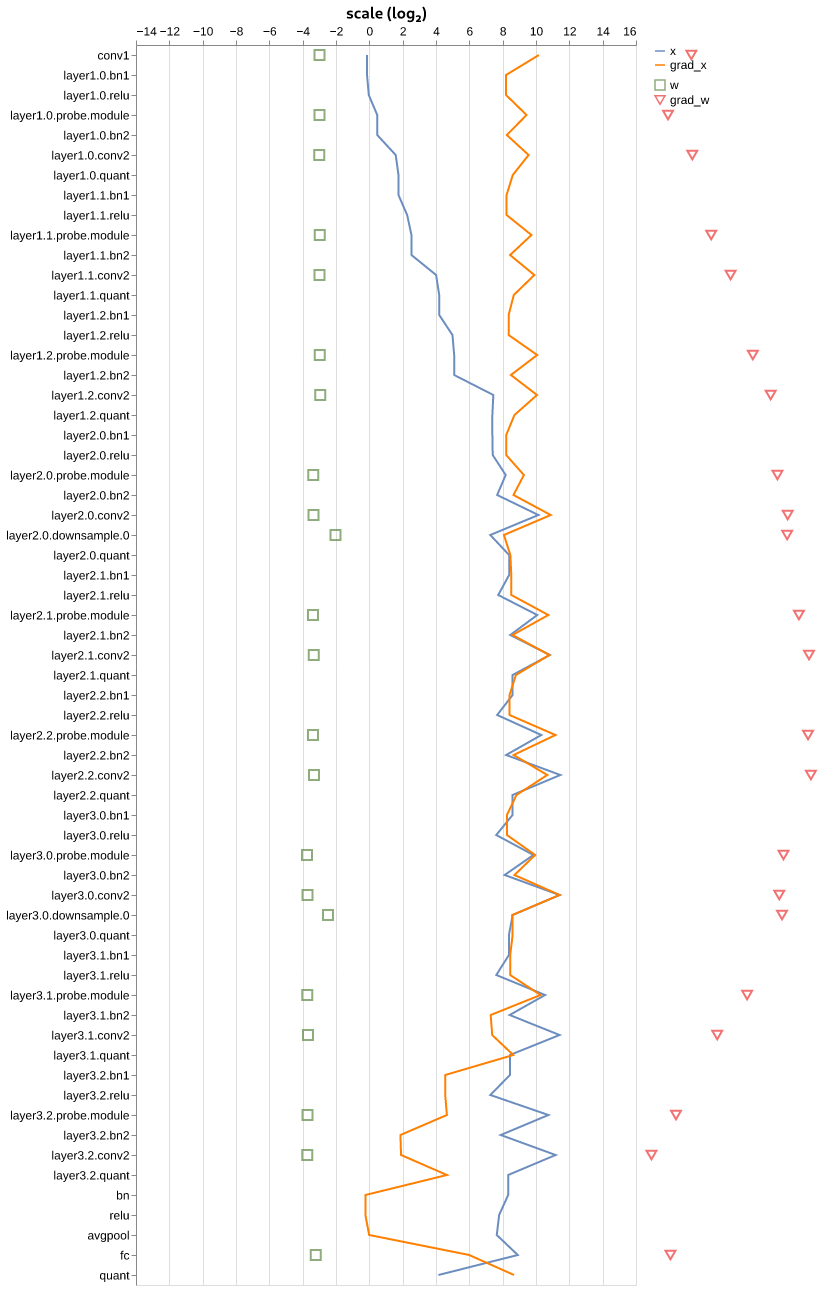 scale (log₂)
−14 −12 −10 −8 −6 −4 −2 0 2 4 6 8 10 12 14 16
x
grad_x
w
grad_w
conv1
layer1.0.bn1
layer1.0.relu
layer1.0.probe.module
layer1.0.bn2
layer1.0.conv2
layer1.0.quant
layer1.1.bn1
layer1.1.relu
layer1.1.probe.module
layer1.1.bn2
layer1.1.conv2
layer1.1.quant
layer1.2.bn1
layer1.2.relu
layer1.2.probe.module
layer1.2.bn2
layer1.2.conv2
layer1.2.quant
layer2.0.bn1
layer2.0.relu
layer2.0.probe.module
layer2.0.bn2
layer2.0.conv2
layer2.0.downsample.0
layer2.0.quant
layer2.1.bn1
layer2.1.relu
layer2.1.probe.module
layer2.1.bn2
layer2.1.conv2
layer2.1.quant
layer2.2.bn1
layer2.2.relu
layer2.2.probe.module
layer2.2.bn2
layer2.2.conv2
layer2.2.quant
layer3.0.bn1
layer3.0.relu
layer3.0.probe.module
layer3.0.bn2
layer3.0.conv2
layer3.0.downsample.0
layer3.0.quant
layer3.1.bn1
layer3.1.relu
layer3.1.probe.module
layer3.1.bn2
layer3.1.conv2
layer3.1.quant
layer3.2.bn1
layer3.2.relu
layer3.2.probe.module
layer3.2.bn2
layer3.2.conv2
layer3.2.quant
bn
relu
avgpool
fc
quant